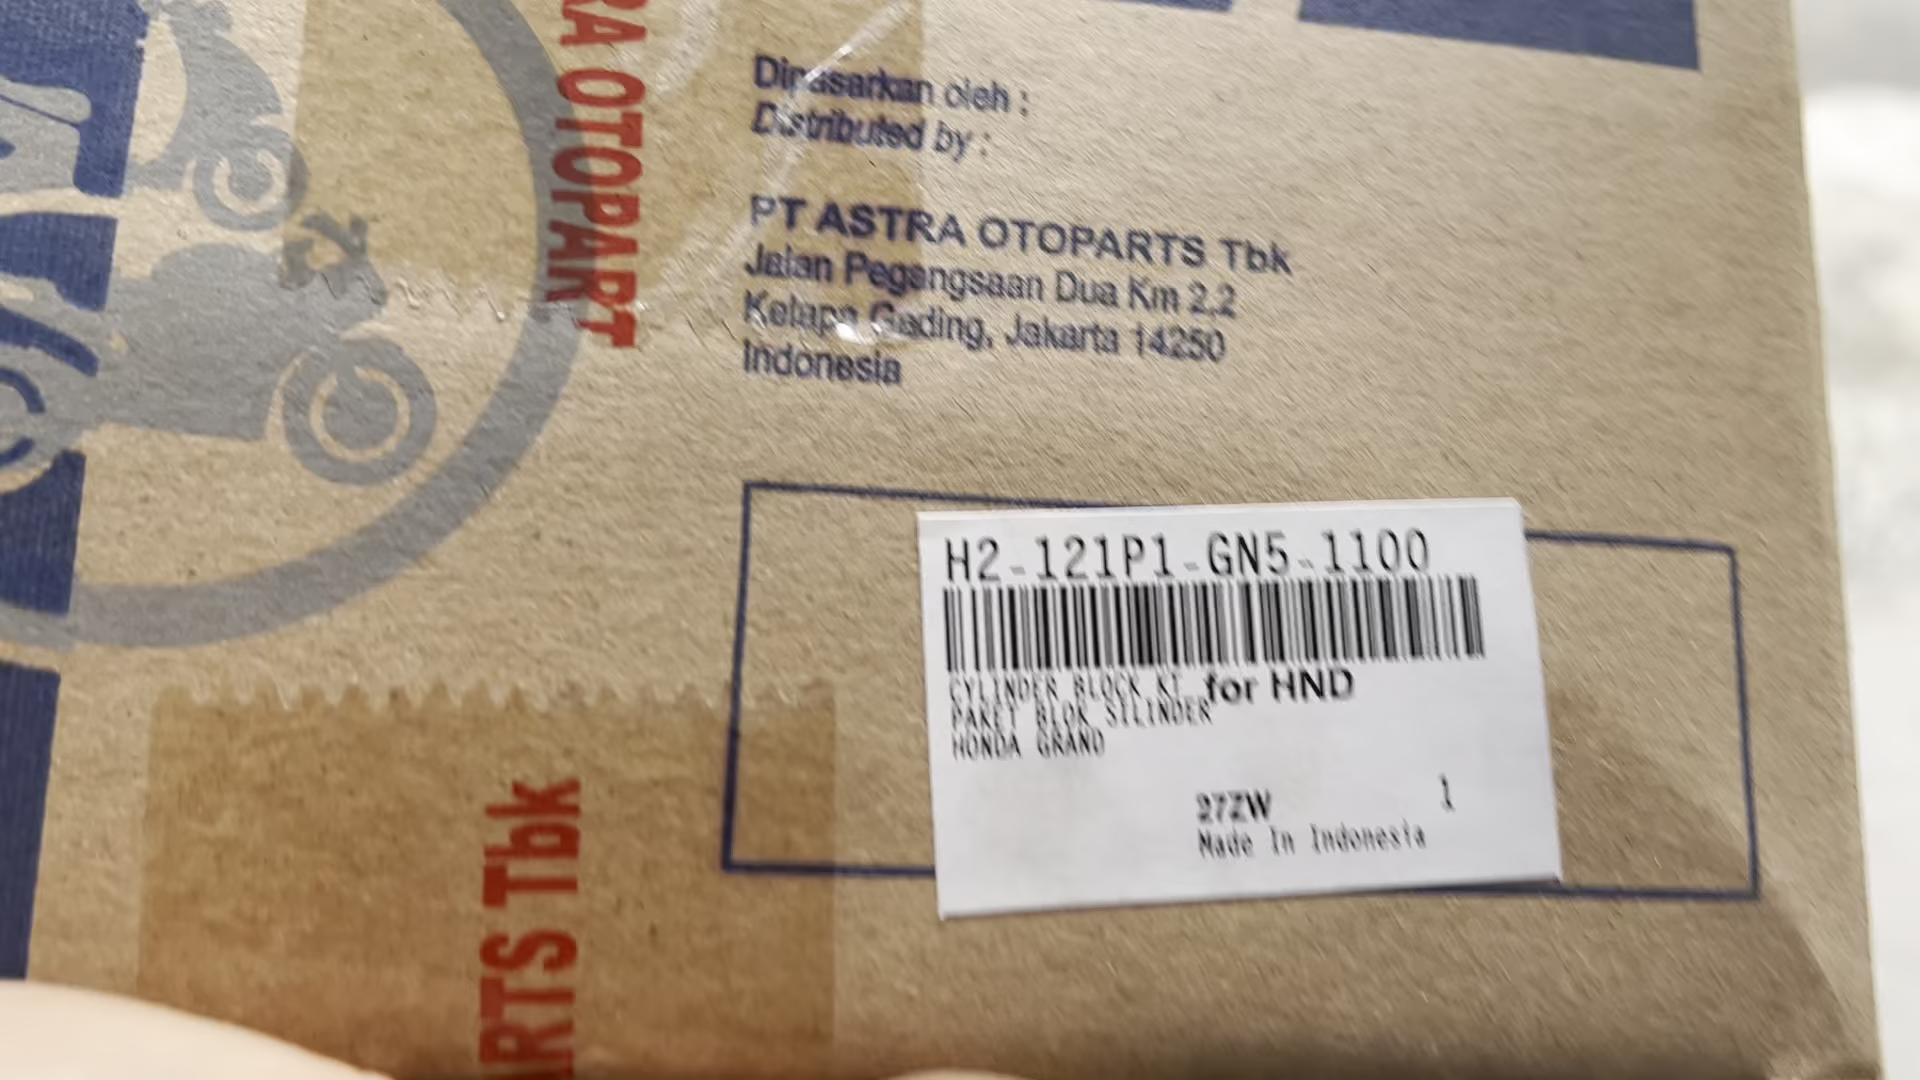 RA OTOPART
Dipasarkan oleh :
Distributed by :
PT ASTRA OTOPARTS Tbk
Jalan Pegangsaan Dua Km 2,2
Kelapa Gading, Jakarta 14250
Indonesia
H2-121P1-GN5-1100
CYLINDER BLOCK KT for HND
PAKET BLOK SILINDER
HONDA GRAND
27ZW 1
Made In Indonesia
ARTS Tbk